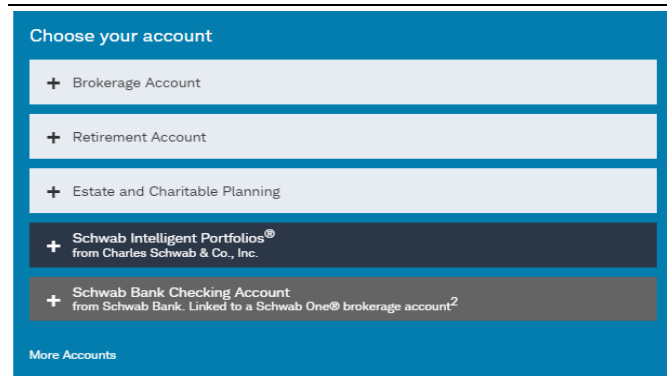 Choose your account
+ Brokerage Account
+ Retirement Account
+ Estate and Charitable Planning
+ Schwab Intelligent Portfolios®
from Charles Schwab & Co., Inc.
+ Schwab Bank Checking Account
from Schwab Bank. Linked to a Schwab One® brokerage account2
More Accounts